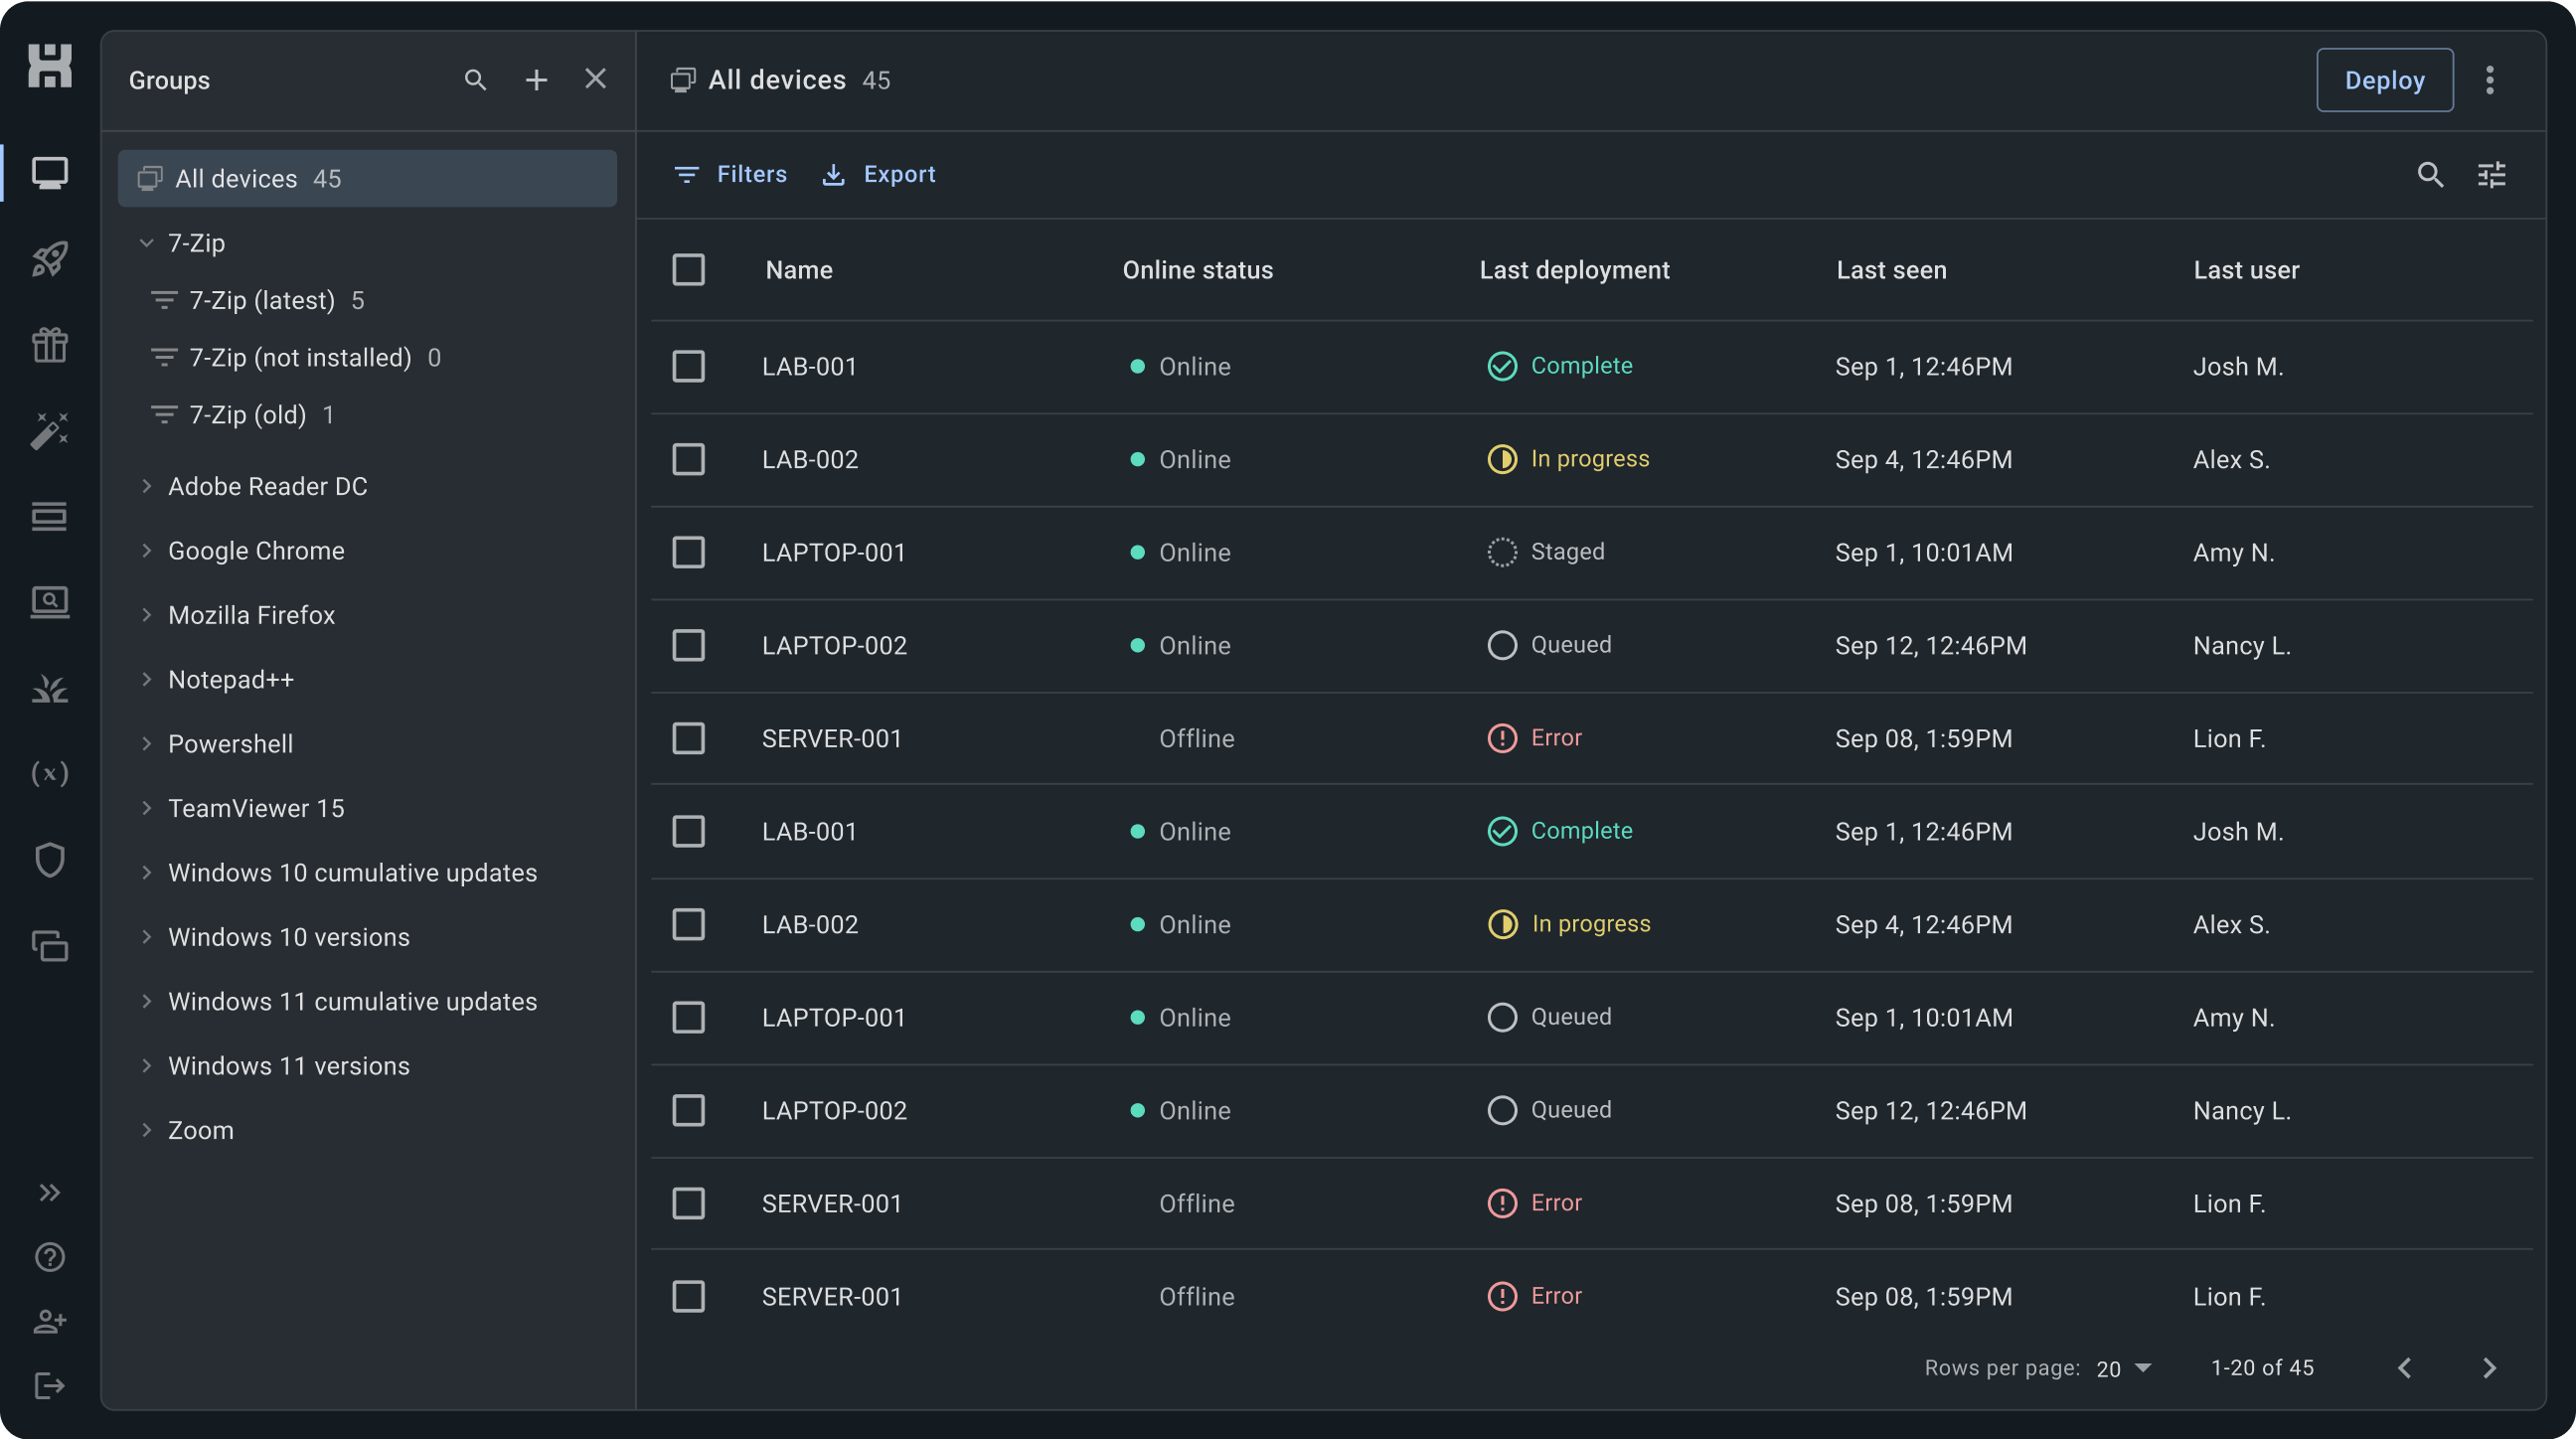 Groups
All devices 45
7-Zip
7-Zip (latest) 5
7-Zip (not installed) 0
7-Zip (old) 1
Adobe Reader DC
Google Chrome
Mozilla Firefox
Notepad++
Powershell
TeamViewer 15
Windows 10 cumulative updates
Windows 10 versions
Windows 11 cumulative updates
Windows 11 versions
Zoom
(x)
All devices 45
Deploy
Filters Export
Name Online status Last deployment Last seen Last user
LAB-001 Online Complete Sep 1, 12:46PM Josh M.
LAB-002 Online In progress Sep 4, 12:46PM Alex S.
LAPTOP-001 Online Staged Sep 1, 10:01AM Amy N.
LAPTOP-002 Online Queued Sep 12, 12:46PM Nancy L.
SERVER-001 Offline Error Sep 08, 1:59PM Lion F.
LAB-001 Online Complete Sep 1, 12:46PM Josh M.
LAB-002 Online In progress Sep 4, 12:46PM Alex S.
LAPTOP-001 Online Queued Sep 1, 10:01AM Amy N.
LAPTOP-002 Online Queued Sep 12, 12:46PM Nancy L.
SERVER-001 Offline Error Sep 08, 1:59PM Lion F.
SERVER-001 Offline Error Sep 08, 1:59PM Lion F.
Rows per page: 20 1-20 of 45